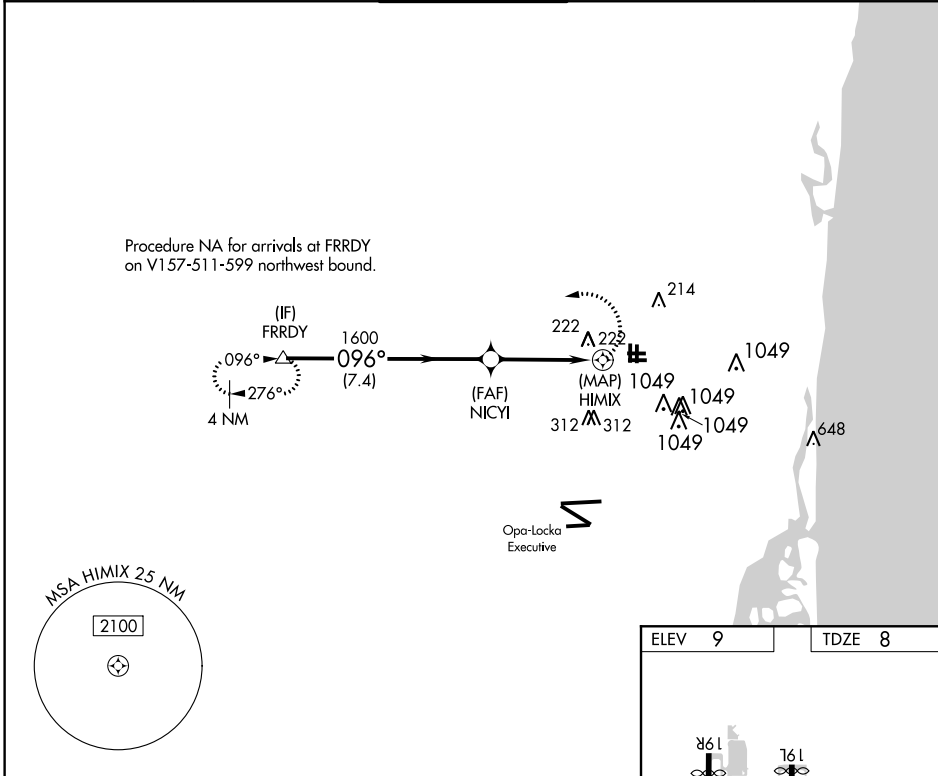 Procedure NA for arrivals at FRRDY
on V157-511-599 northwest bound.
(IF)
FRRDY
1600
096°
096°
(7.4)
276°
4 NM
(FAF)
NICYI
222
222
214
(MAP)
HIMIX
1049
1049
1049
1049
1049
312
312
648
Opa-Locka
Executive
MSA HIMIX 25 NM
2100
ELEV 9
TDZE 8
19R
19L